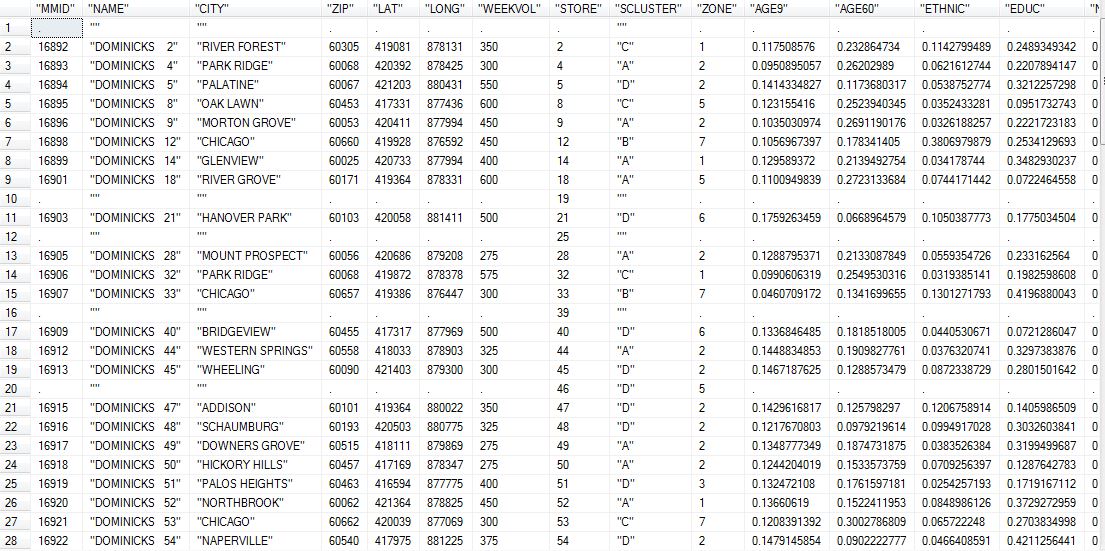 "MMID" "NAME" "CITY" "ZIP" "LAT" "LONG" "WEEKVOL" "STORE" "SCLUSTER" "ZONE" "AGE9" "AGE60" "ETHNIC" "EDUC"
1 . "" "" . . . . . "" . . . . .
2 16892 "DOMINICKS 2" "RIVER FOREST" 60305 419081 878131 350 2 "C" 1 0.117508576 0.232864734 0.1142799489 0.2489349342 0
3 16893 "DOMINICKS 4" "PARK RIDGE" 60068 420392 878425 300 4 "A" 2 0.0950895057 0.26202989 0.0621612744 0.2207894147 0
4 16894 "DOMINICKS 5" "PALATINE" 60067 421203 880431 550 5 "D" 2 0.1414334827 0.1173680317 0.0538752774 0.3212257298 0
5 16895 "DOMINICKS 8" "OAK LAWN" 60453 417331 877436 600 8 "C" 5 0.123155416 0.2523940345 0.0352433281 0.0951732743 0
6 16896 "DOMINICKS 9" "MORTON GROVE" 60053 420411 877994 450 9 "A" 2 0.1035030974 0.2691190176 0.0326188257 0.2221723183 0
7 16898 "DOMINICKS 12" "CHICAGO" 60660 419928 876592 450 12 "B" 7 0.1056967397 0.178341405 0.3806979879 0.2534129693 0
8 16899 "DOMINICKS 14" "GLENVIEW" 60025 420733 877994 400 14 "A" 1 0.129589372 0.2139492754 0.034178744 0.3482930237 0
9 16901 "DOMINICKS 18" "RIVER GROVE" 60171 419364 878331 600 18 "A" 5 0.1100949839 0.2723133684 0.0744171442 0.0722464558 0
10 . "" "" . . . . 19 "" . . . . .
11 16903 "DOMINICKS 21" "HANOVER PARK" 60103 420058 881411 500 21 "D" 6 0.1759263459 0.0668964579 0.1050387773 0.1775034504 0
12 . "" "" . . . . 25 "" . . . . .
13 16905 "DOMINICKS 28" "MOUNT PROSPECT" 60056 420686 879208 275 28 "A" 2 0.1288795371 0.2133087849 0.0559354726 0.233162564 0
14 16906 "DOMINICKS 32" "PARK RIDGE" 60068 419872 878378 575 32 "C" 1 0.0990606319 0.2549530316 0.0319385141 0.1982598608 0
15 16907 "DOMINICKS 33" "CHICAGO" 60657 419386 876447 300 33 "B" 7 0.0460709172 0.1341699655 0.1301271793 0.4196880043 0
16 . "" "" . . . . 39 "" . . . . .
17 16909 "DOMINICKS 40" "BRIDGEVIEW" 60455 417317 877969 500 40 "D" 6 0.1336846485 0.1818518005 0.0440530671 0.0721286047 0
18 16912 "DOMINICKS 44" "WESTERN SPRINGS" 60558 418033 878903 325 44 "A" 2 0.1448834853 0.1909827761 0.0376320741 0.3297383876 0
19 16913 "DOMINICKS 45" "WHEELING" 60090 421403 879300 300 45 "D" 2 0.1467187625 0.1288573479 0.0872338729 0.2801501642 0
20 . "" "" . . . . 46 "D" 5 . . . .
21 16915 "DOMINICKS 47" "ADDISON" 60101 419364 880022 350 47 "D" 2 0.1429616817 0.125798297 0.1206758914 0.1405986509 0
22 16916 "DOMINICKS 48" "SCHAUMBURG" 60193 420503 880775 325 48 "D" 2 0.1217670803 0.0979219614 0.0994917028 0.3032603841 0
23 16917 "DOMINICKS 49" "DOWNERS GROVE" 60515 418111 879869 275 49 "A" 2 0.1348777349 0.1874731875 0.0383526384 0.3199499687 0
24 16918 "DOMINICKS 50" "HICKORY HILLS" 60457 417169 878347 275 50 "A" 2 0.1244204019 0.1533573759 0.0709256397 0.1287642783 0
25 16919 "DOMINICKS 51" "PALOS HEIGHTS" 60463 416594 877775 400 51 "D" 3 0.132472108 0.1761597181 0.0254257193 0.1719167112 0
26 16920 "DOMINICKS 52" "NORTHBROOK" 60062 421364 878825 450 52 "A" 1 0.13660619 0.1522411953 0.0848986126 0.3729272959 0
27 16921 "DOMINICKS 53" "CHICAGO" 60662 420039 877069 300 53 "C" 7 0.1208391392 0.3002786809 0.065722248 0.2703834998 0
28 16922 "DOMINICKS 54" "NAPERVILLE" 60540 417975 881225 375 54 "D" 2 0.1479145854 0.0902222777 0.0466408591 0.4211256441 0